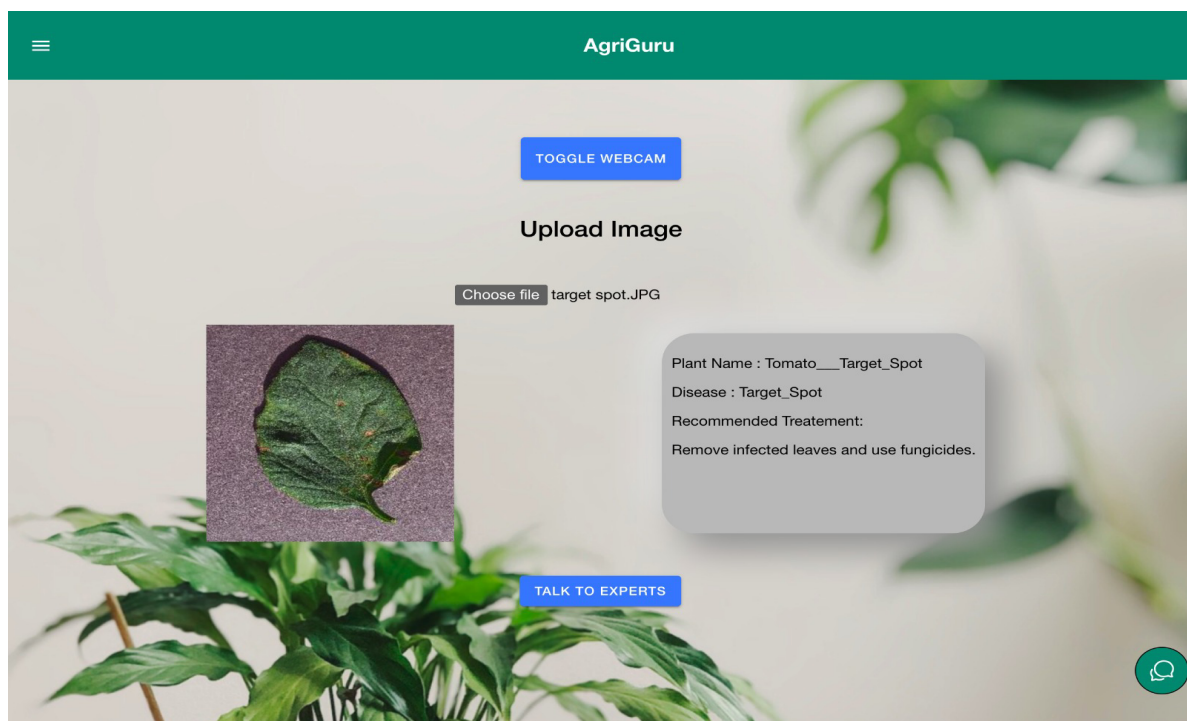 AgriGuru
TOGGLE WEBCAM
Upload Image
Choose file target spot.JPG
Plant Name : Tomato___Target_Spot
Disease : Target_Spot
Recommended Treatement:
Remove infected leaves and use fungicides.
TALK TO EXPERTS